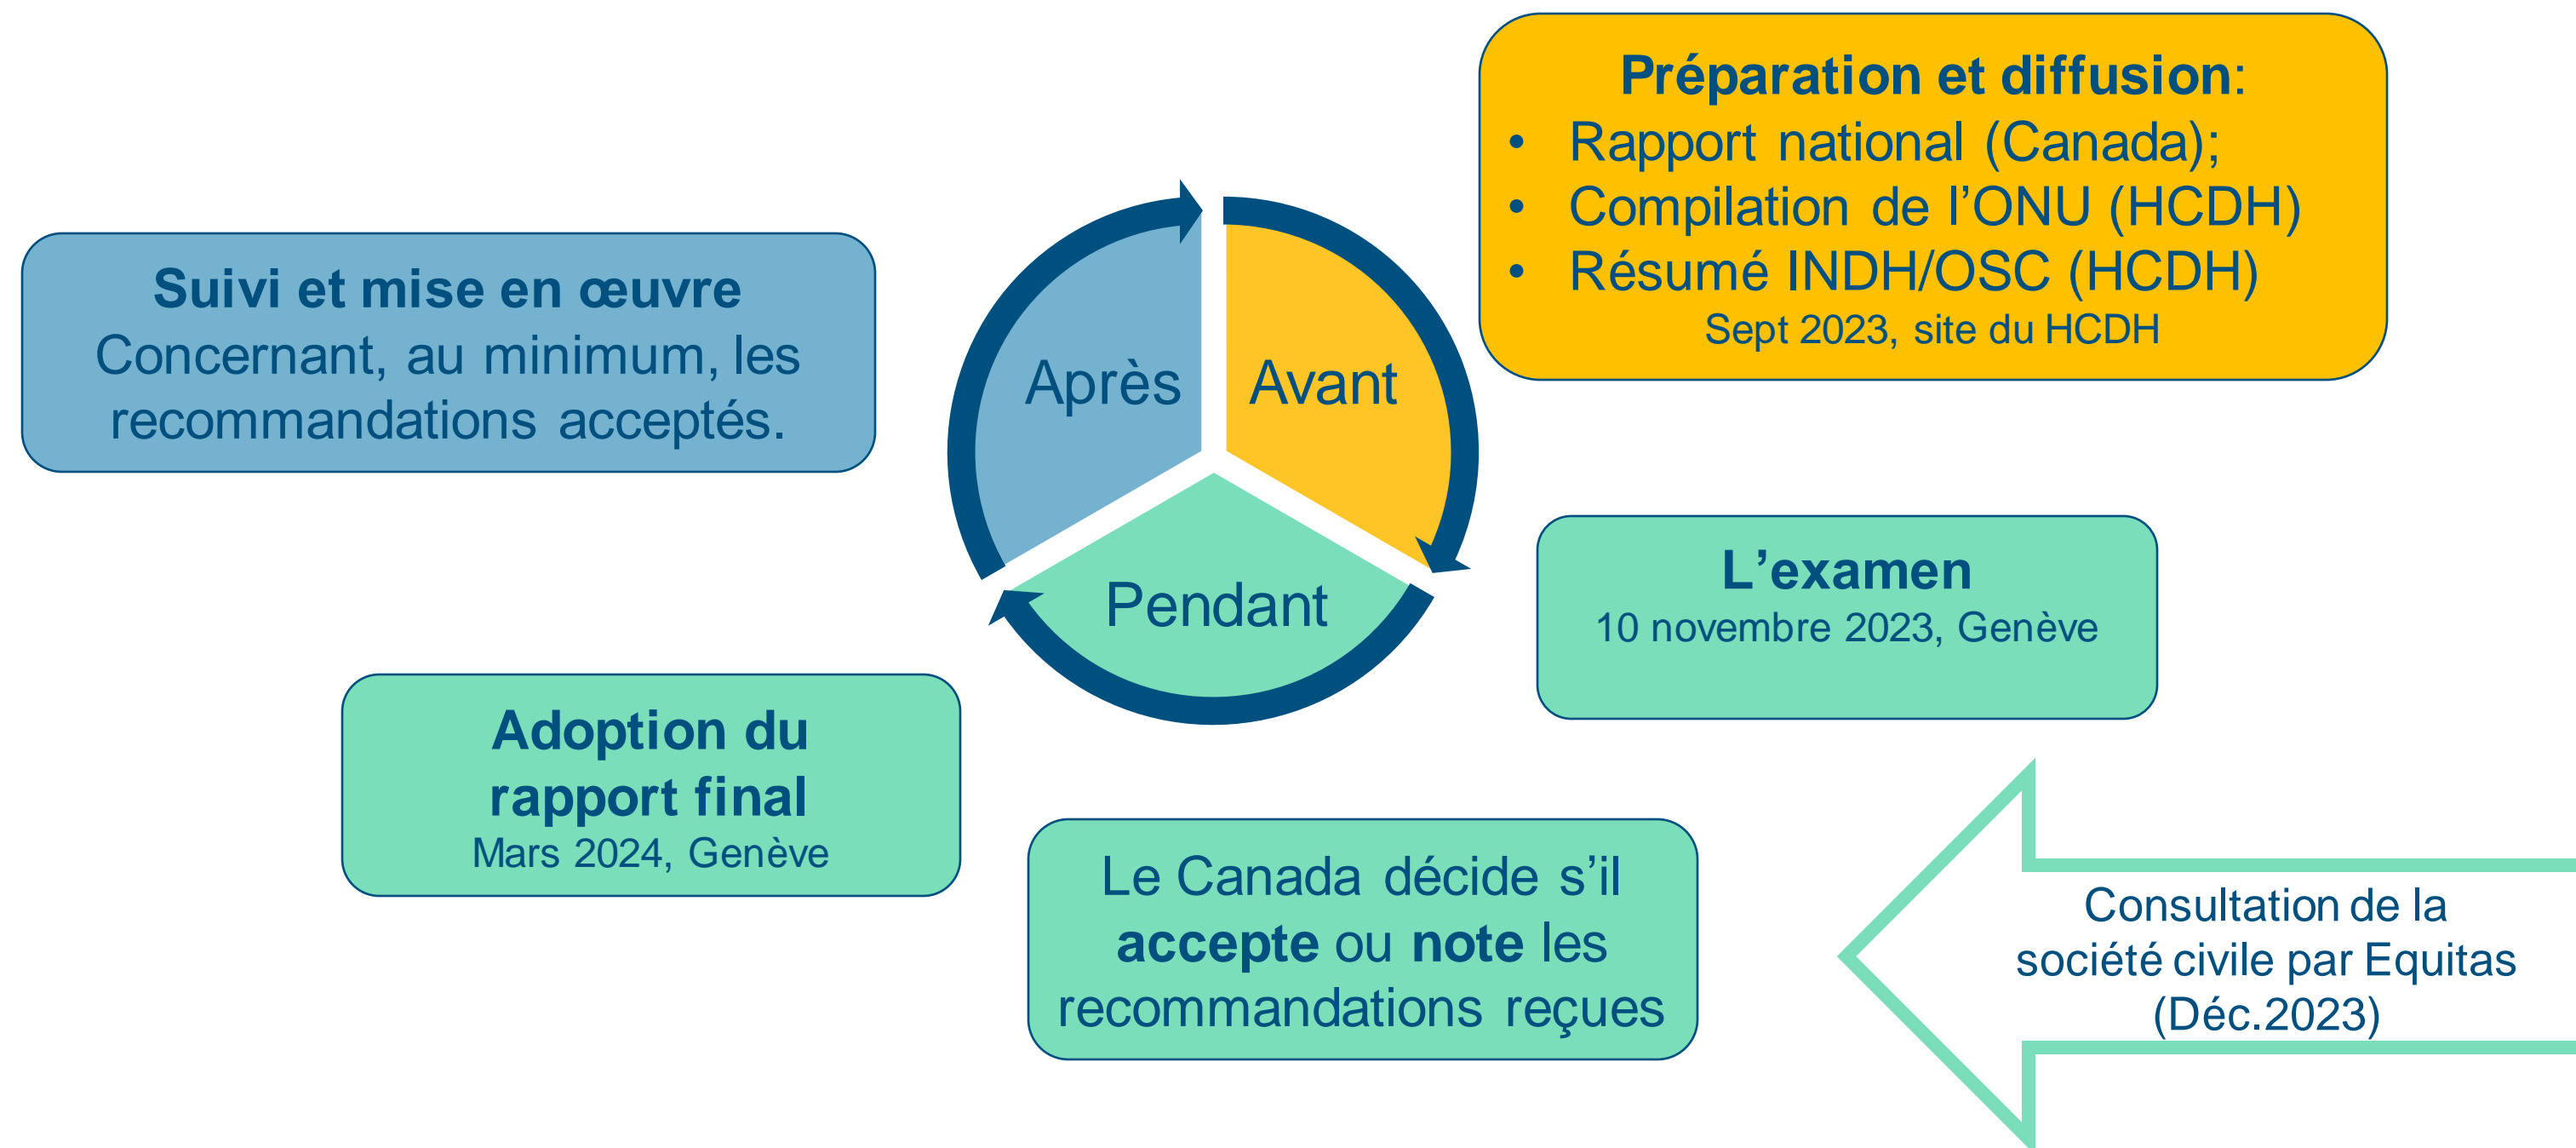 Préparation et diffusion:
• Rapport national (Canada);
• Compilation de l'ONU (HCDH)
• Résumé INDH/OSC (HCDH)
Sept 2023, site du HCDH
Suivi et mise en œuvre
Concernant, au minimum, les
recommandations acceptés.
Après
Avant
Pendant
L'examen
10 novembre 2023, Genève
Adoption du
rapport final
Mars 2024, Genève
Le Canada décide s'il
accepte ou note les
recommandations reçues
Consultation de la
société civile par Equitas
(Déc.2023)